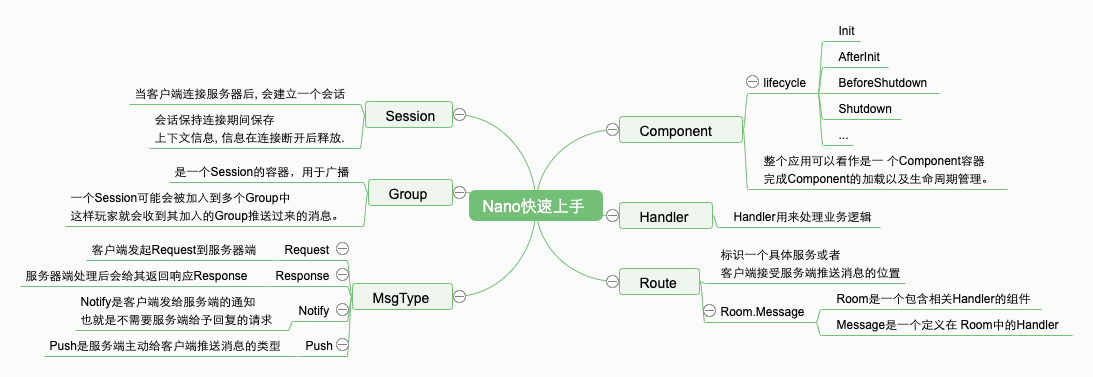 Nano快速上手
Session
当客户端连接服务器后, 会建立一个会话
会话保持连接期间保存
上下文信息, 信息在连接断开后释放.
Group
是一个Session的容器，用于广播
一个Session可能会被加入到多个Group中
这样玩家就会收到其加入的Group推送过来的消息。
MsgType
Request
客户端发起Request到服务器端
Response
服务器端处理后会给其返回响应Response
Notify
Notify是客户端发给服务端的通知
也就是不需要服务端给予回复的请求
Push
Push是服务端主动给客户端推送消息的类型
Component
lifecycle
Init
AfterInit
BeforeShutdown
Shutdown
...
整个应用可以看作是一 个Component容器
完成Component的加载以及生命周期管理。
Handler
Handler用来处理业务逻辑
Route
标识一个具体服务或者
客户端接受服务端推送消息的位置
Room.Message
Room是一个包含相关Handler的组件
Message是一个定义在 Room中的Handler